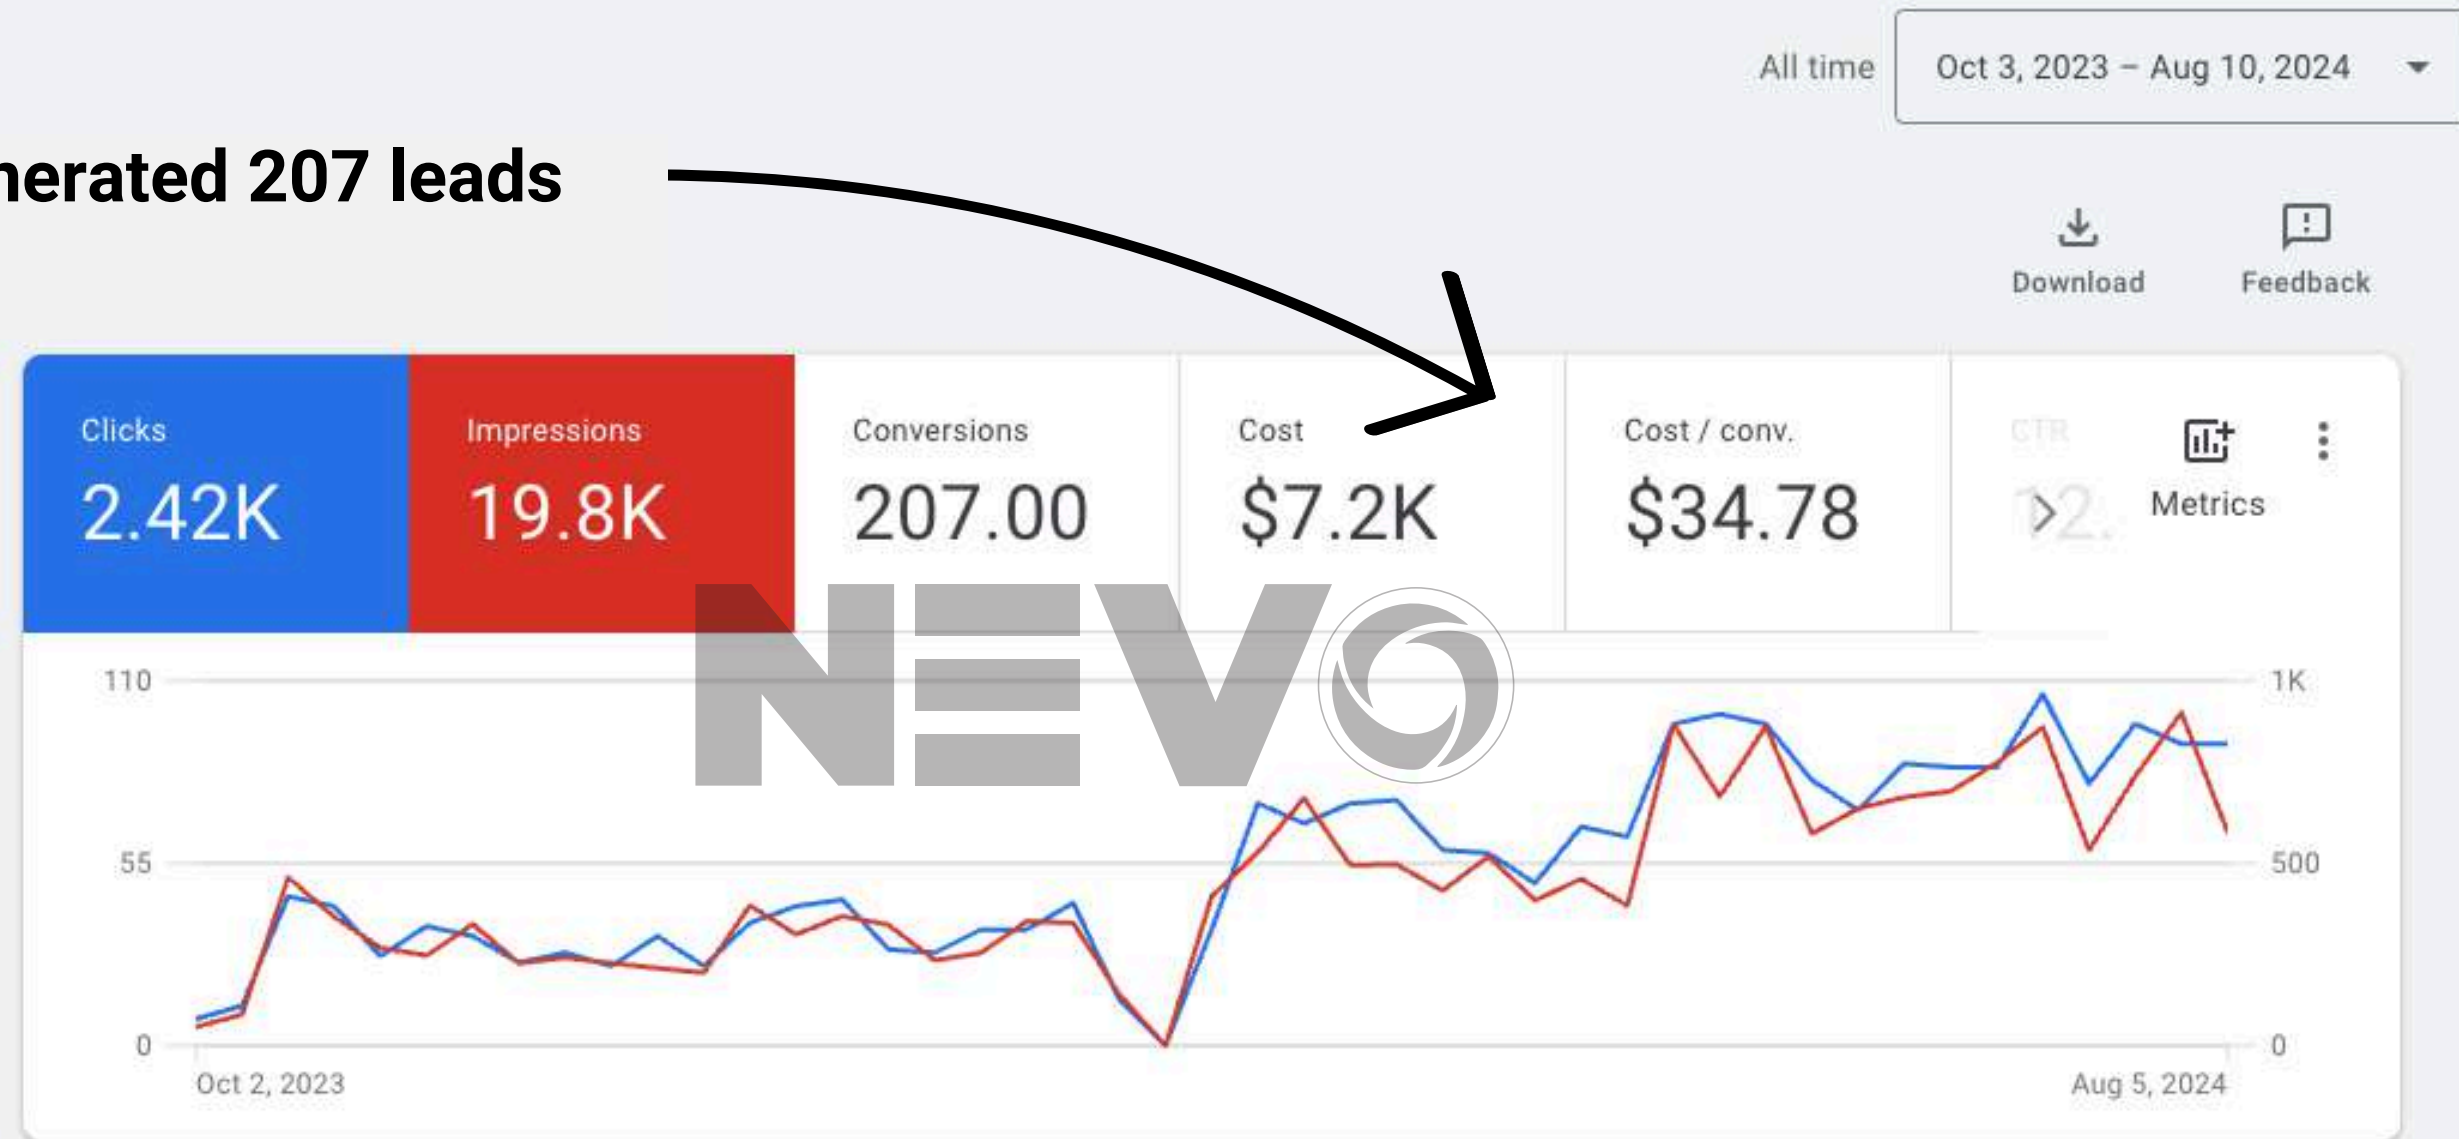 All time Oct 3, 2023 – Aug 10, 2024
nerated 207 leads
Download Feedback
Clicks Impressions Conversions Cost Cost / conv. CTR
2.42K 19.8K 207.00 $7.2K $34.78 12.
Metrics
NEVO
110 1K
55 500
0 0
Oct 2, 2023 Aug 5, 2024